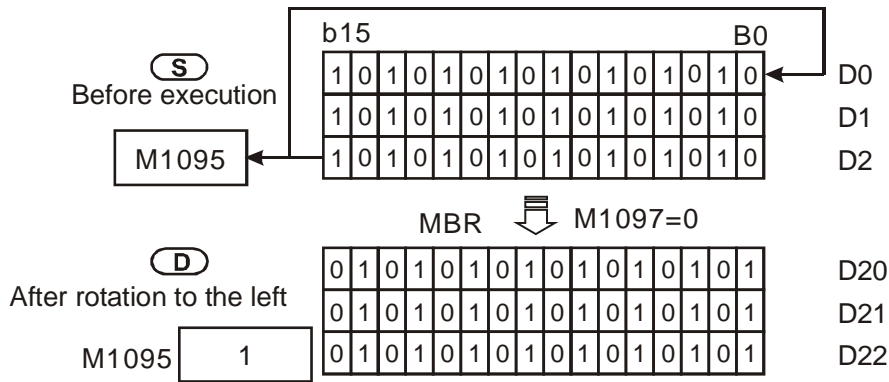 b15 B0
S
Before execution
1 0 1 0 1 0 1 0 1 0 1 0 1 0 1 0 D0
1 0 1 0 1 0 1 0 1 0 1 0 1 0 1 0 D1
M1095 1 0 1 0 1 0 1 0 1 0 1 0 1 0 1 0 D2
MBR M1097=0
D
After rotation to the left
0 1 0 1 0 1 0 1 0 1 0 1 0 1 0 1 D20
0 1 0 1 0 1 0 1 0 1 0 1 0 1 0 1 D21
M1095 1 0 1 0 1 0 1 0 1 0 1 0 1 0 1 0 1 D22